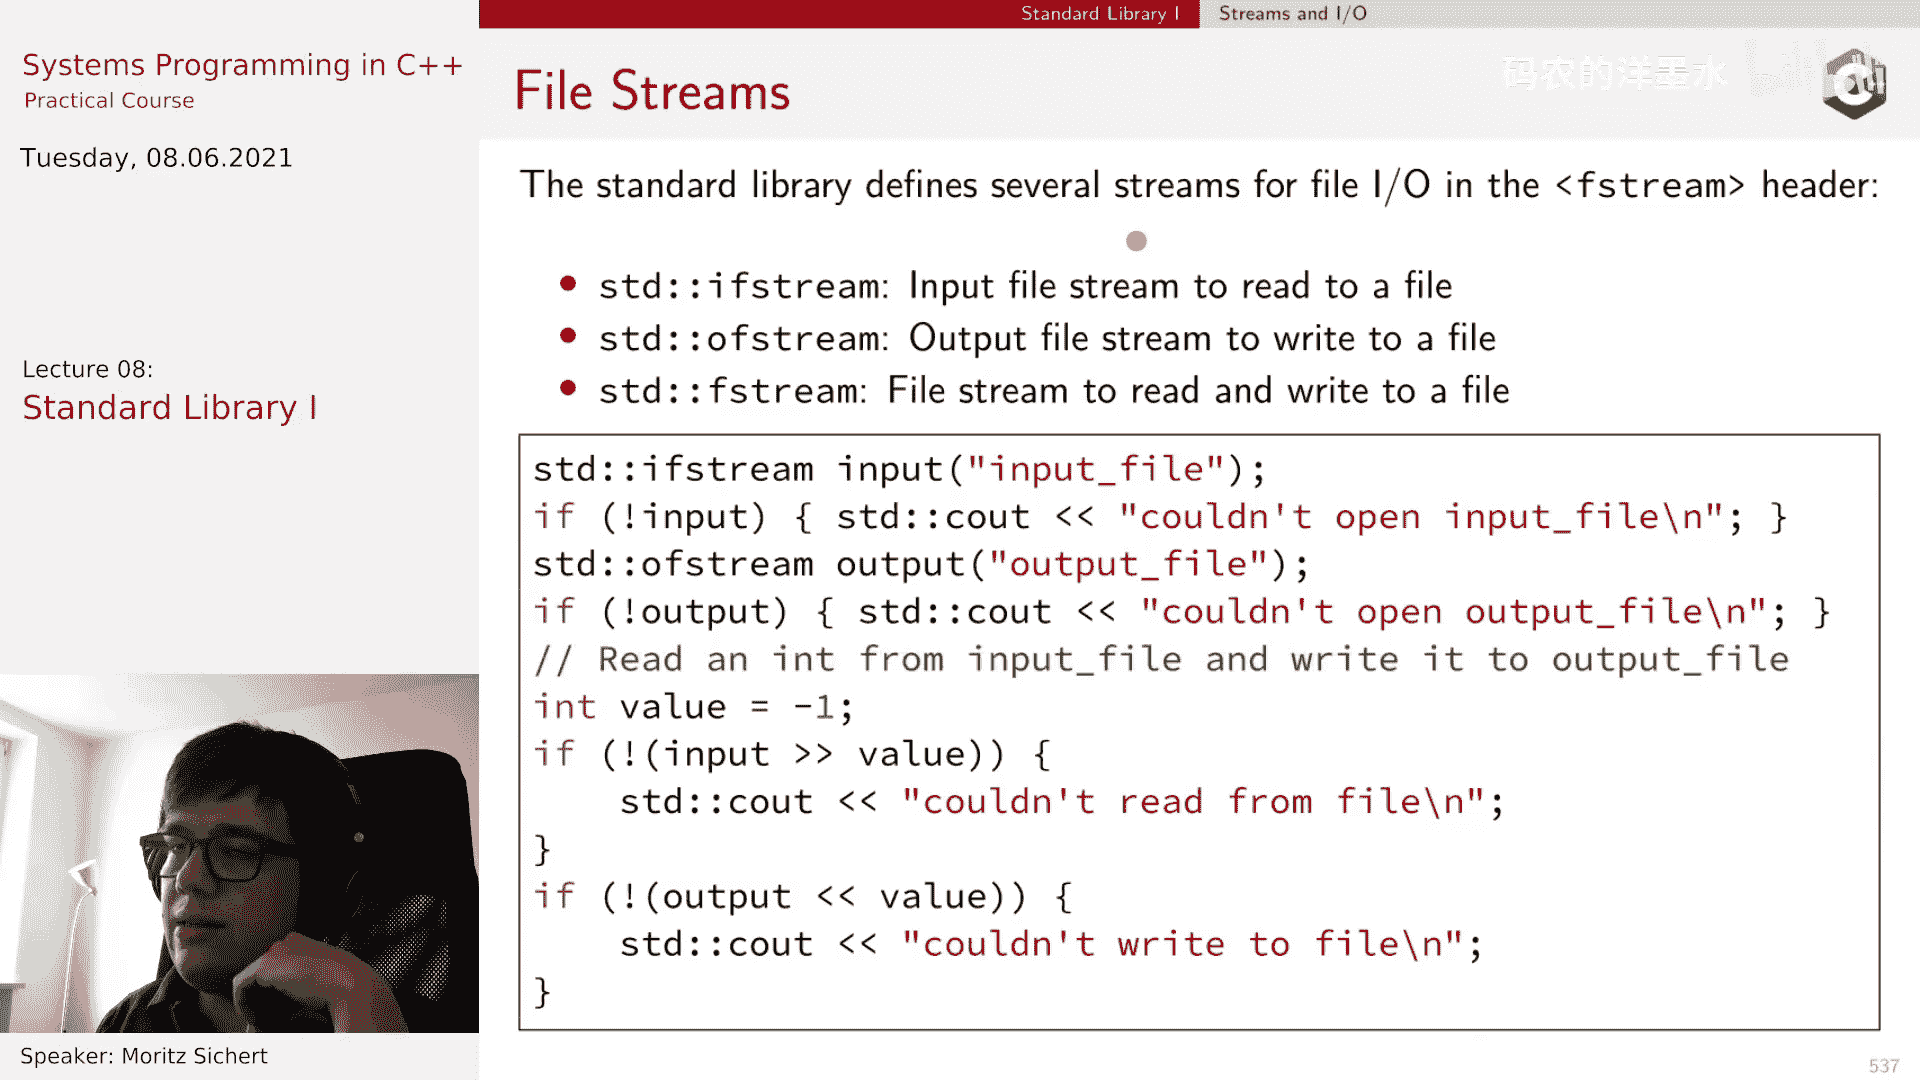 Standard Library I
Streams and I/O
Systems Programming in C++
Practical Course
Tuesday, 08.06.2021
Lecture 08:
Standard Library I
File Streams
码农的洋墨水
The standard library defines several streams for file I/O in the <fstream> header:
• std::ifstream: Input file stream to read to a file
• std::ofstream: Output file stream to write to a file
• std::fstream: File stream to read and write to a file
std::ifstream input("input_file");
if (!input) { std::cout << "couldn't open input_file\n"; }
std::ofstream output("output_file");
if (!output) { std::cout << "couldn't open output_file\n"; }
// Read an int from input_file and write it to output_file
int value = -1;
if (!(input >> value)) {
    std::cout << "couldn't read from file\n";
}
if (!(output << value)) {
    std::cout << "couldn't write to file\n";
}
Speaker: Moritz Sichert
537